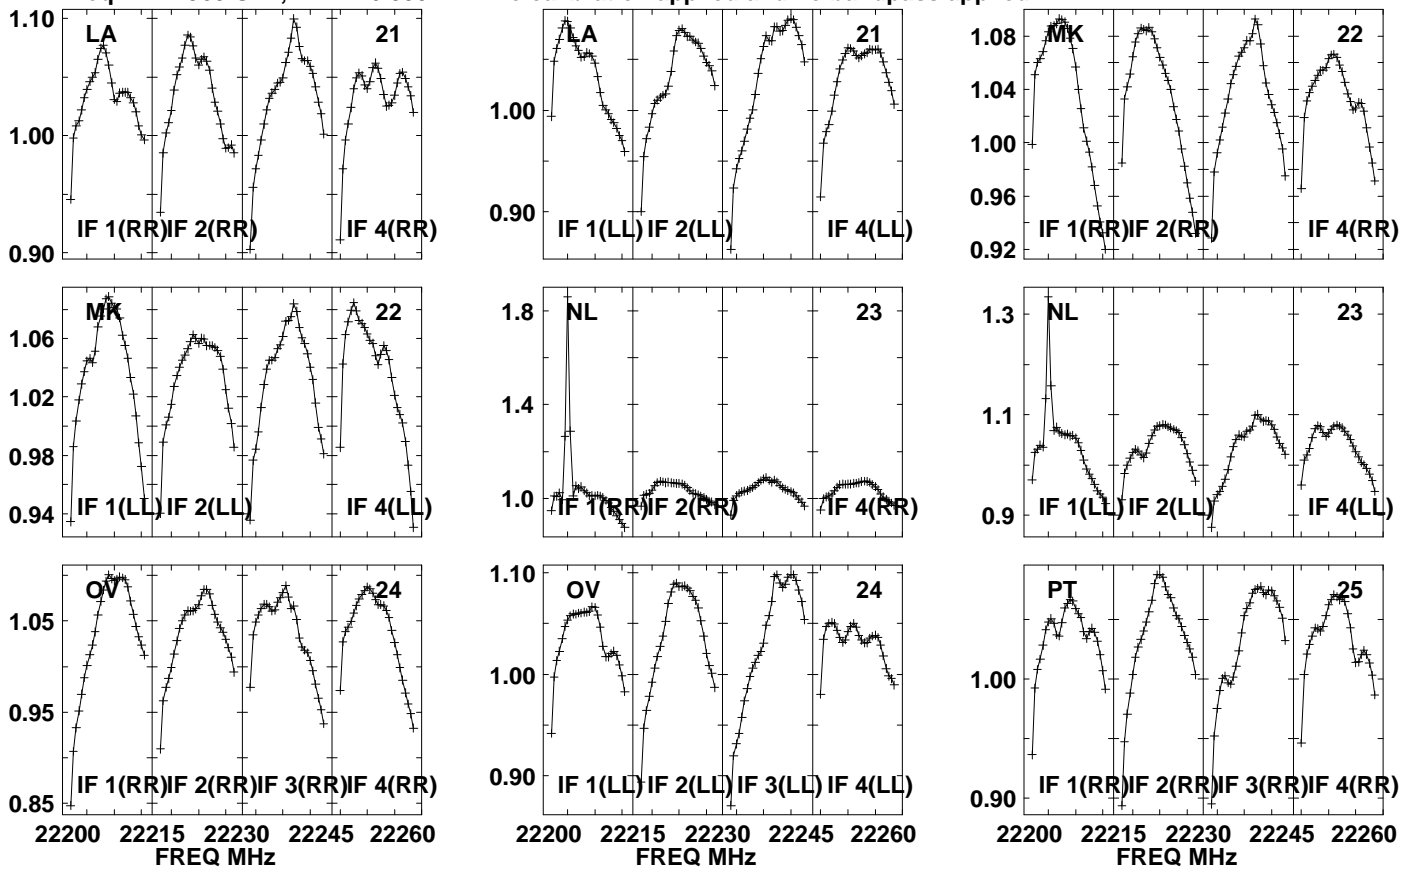 1.10
1.00
0.90
LA
21
IF 1(RR)
IF 2(RR)
IF 4(RR)
1.00
0.90
LA
21
IF 1(LL)
IF 2(LL)
IF 4(LL)
1.08
1.04
1.00
0.96
0.92
MK
22
IF 1(RR)
IF 2(RR)
IF 4(RR)
1.06
1.02
0.98
0.94
MK
22
IF 1(LL)
IF 2(LL)
IF 4(LL)
1.8
1.4
1.0
NL
23
IF 1(RR)
IF 2(RR)
IF 4(RR)
1.3
1.1
0.9
NL
23
IF 1(LL)
IF 2(LL)
IF 4(LL)
1.05
0.95
0.85
OV
24
IF 1(RR)
IF 2(RR)
IF 3(RR)
IF 4(RR)
22200 22215 22230 22245 22260
FREQ MHz
1.10
1.00
0.90
OV
24
IF 1(LL)
IF 2(LL)
IF 3(LL)
IF 4(LL)
22200 22215 22230 22245 22260
FREQ MHz
1.00
0.90
PT
25
IF 1(RR)
IF 2(RR)
IF 3(RR)
IF 4(RR)
22200 22215 22230 22245 22260
FREQ MHz